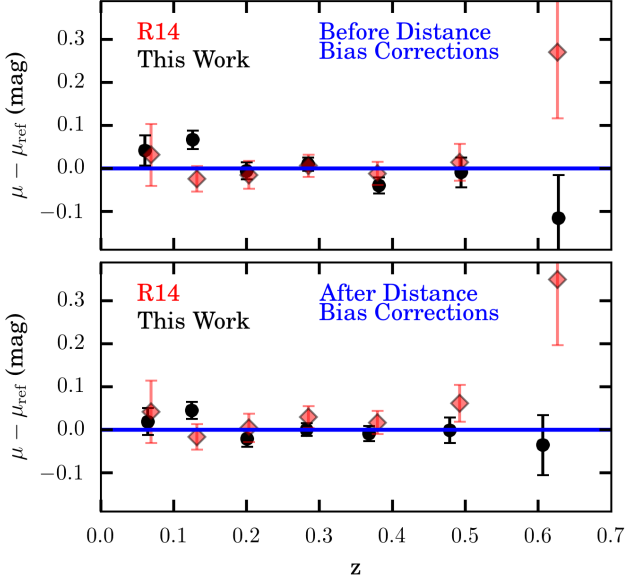 0.3
0.2
0.1
0.0
−0.1
μ − μref (mag)
R14
This Work
Before Distance
Bias Corrections
0.3
0.2
0.1
0.0
−0.1
μ − μref (mag)
R14
This Work
After Distance
Bias Corrections
0.0 0.1 0.2 0.3 0.4 0.5 0.6 0.7
z